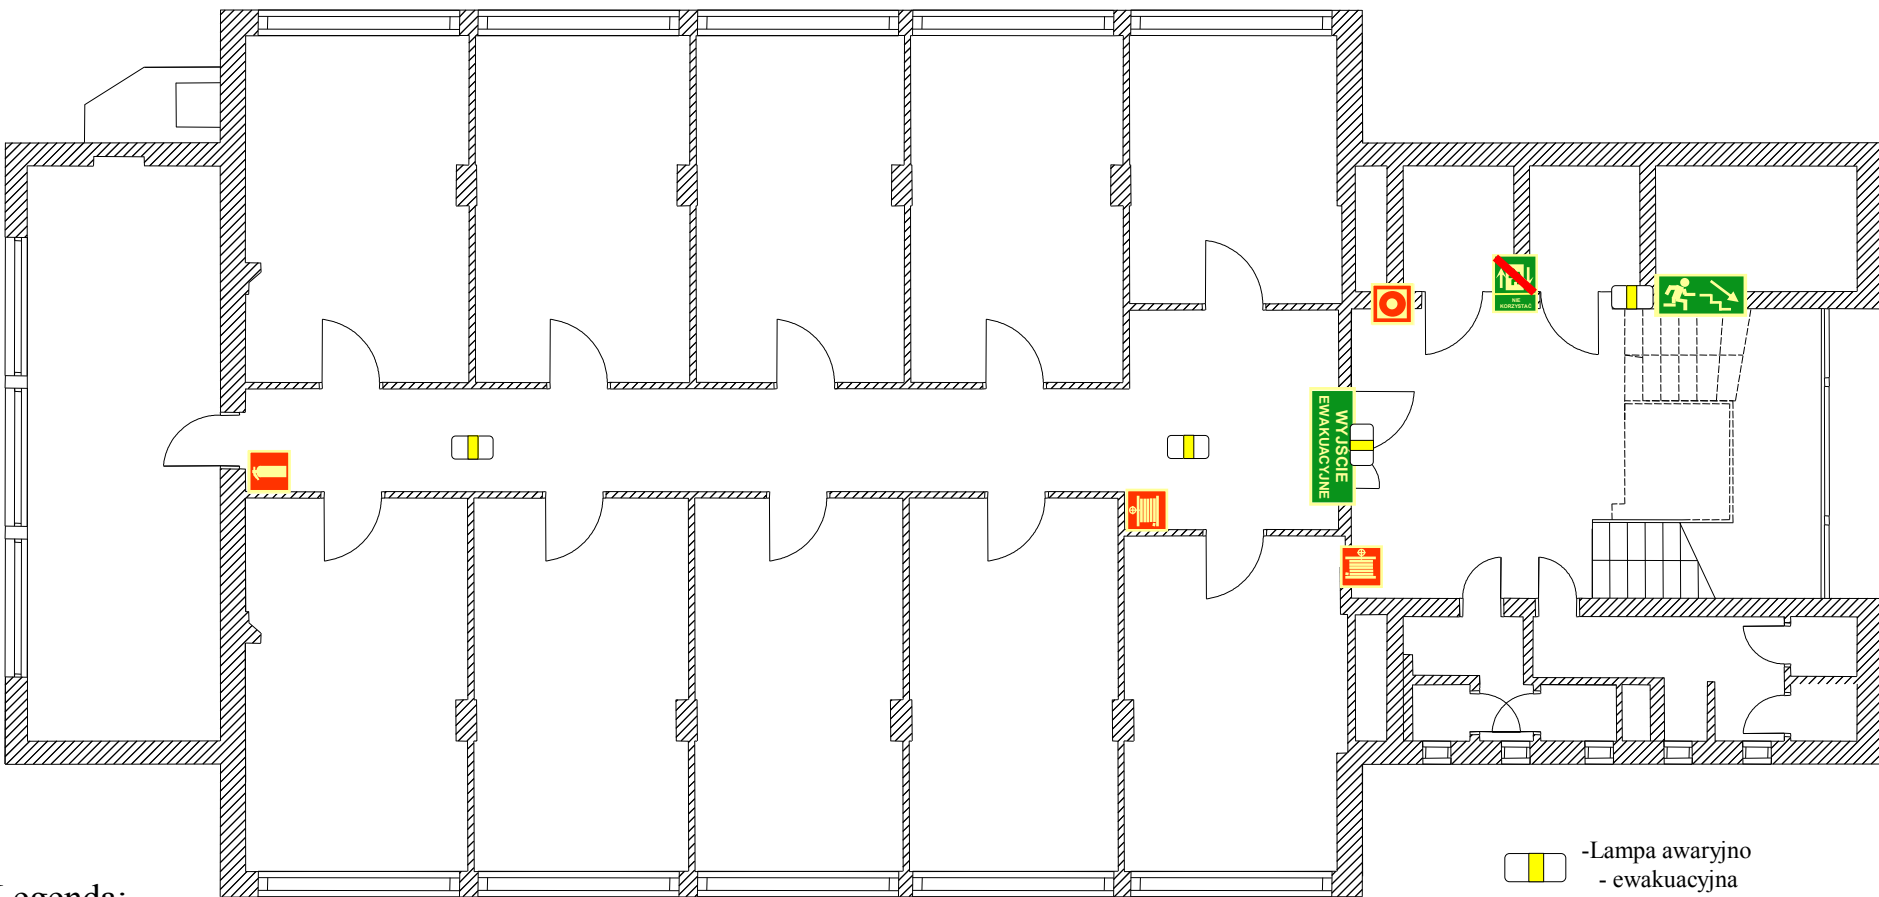 NIE
KORZYSTAĆ
WYJŚCIE
EWAKUACYJNE
-Lampa awaryjno
- ewakuacyjna
Legenda: